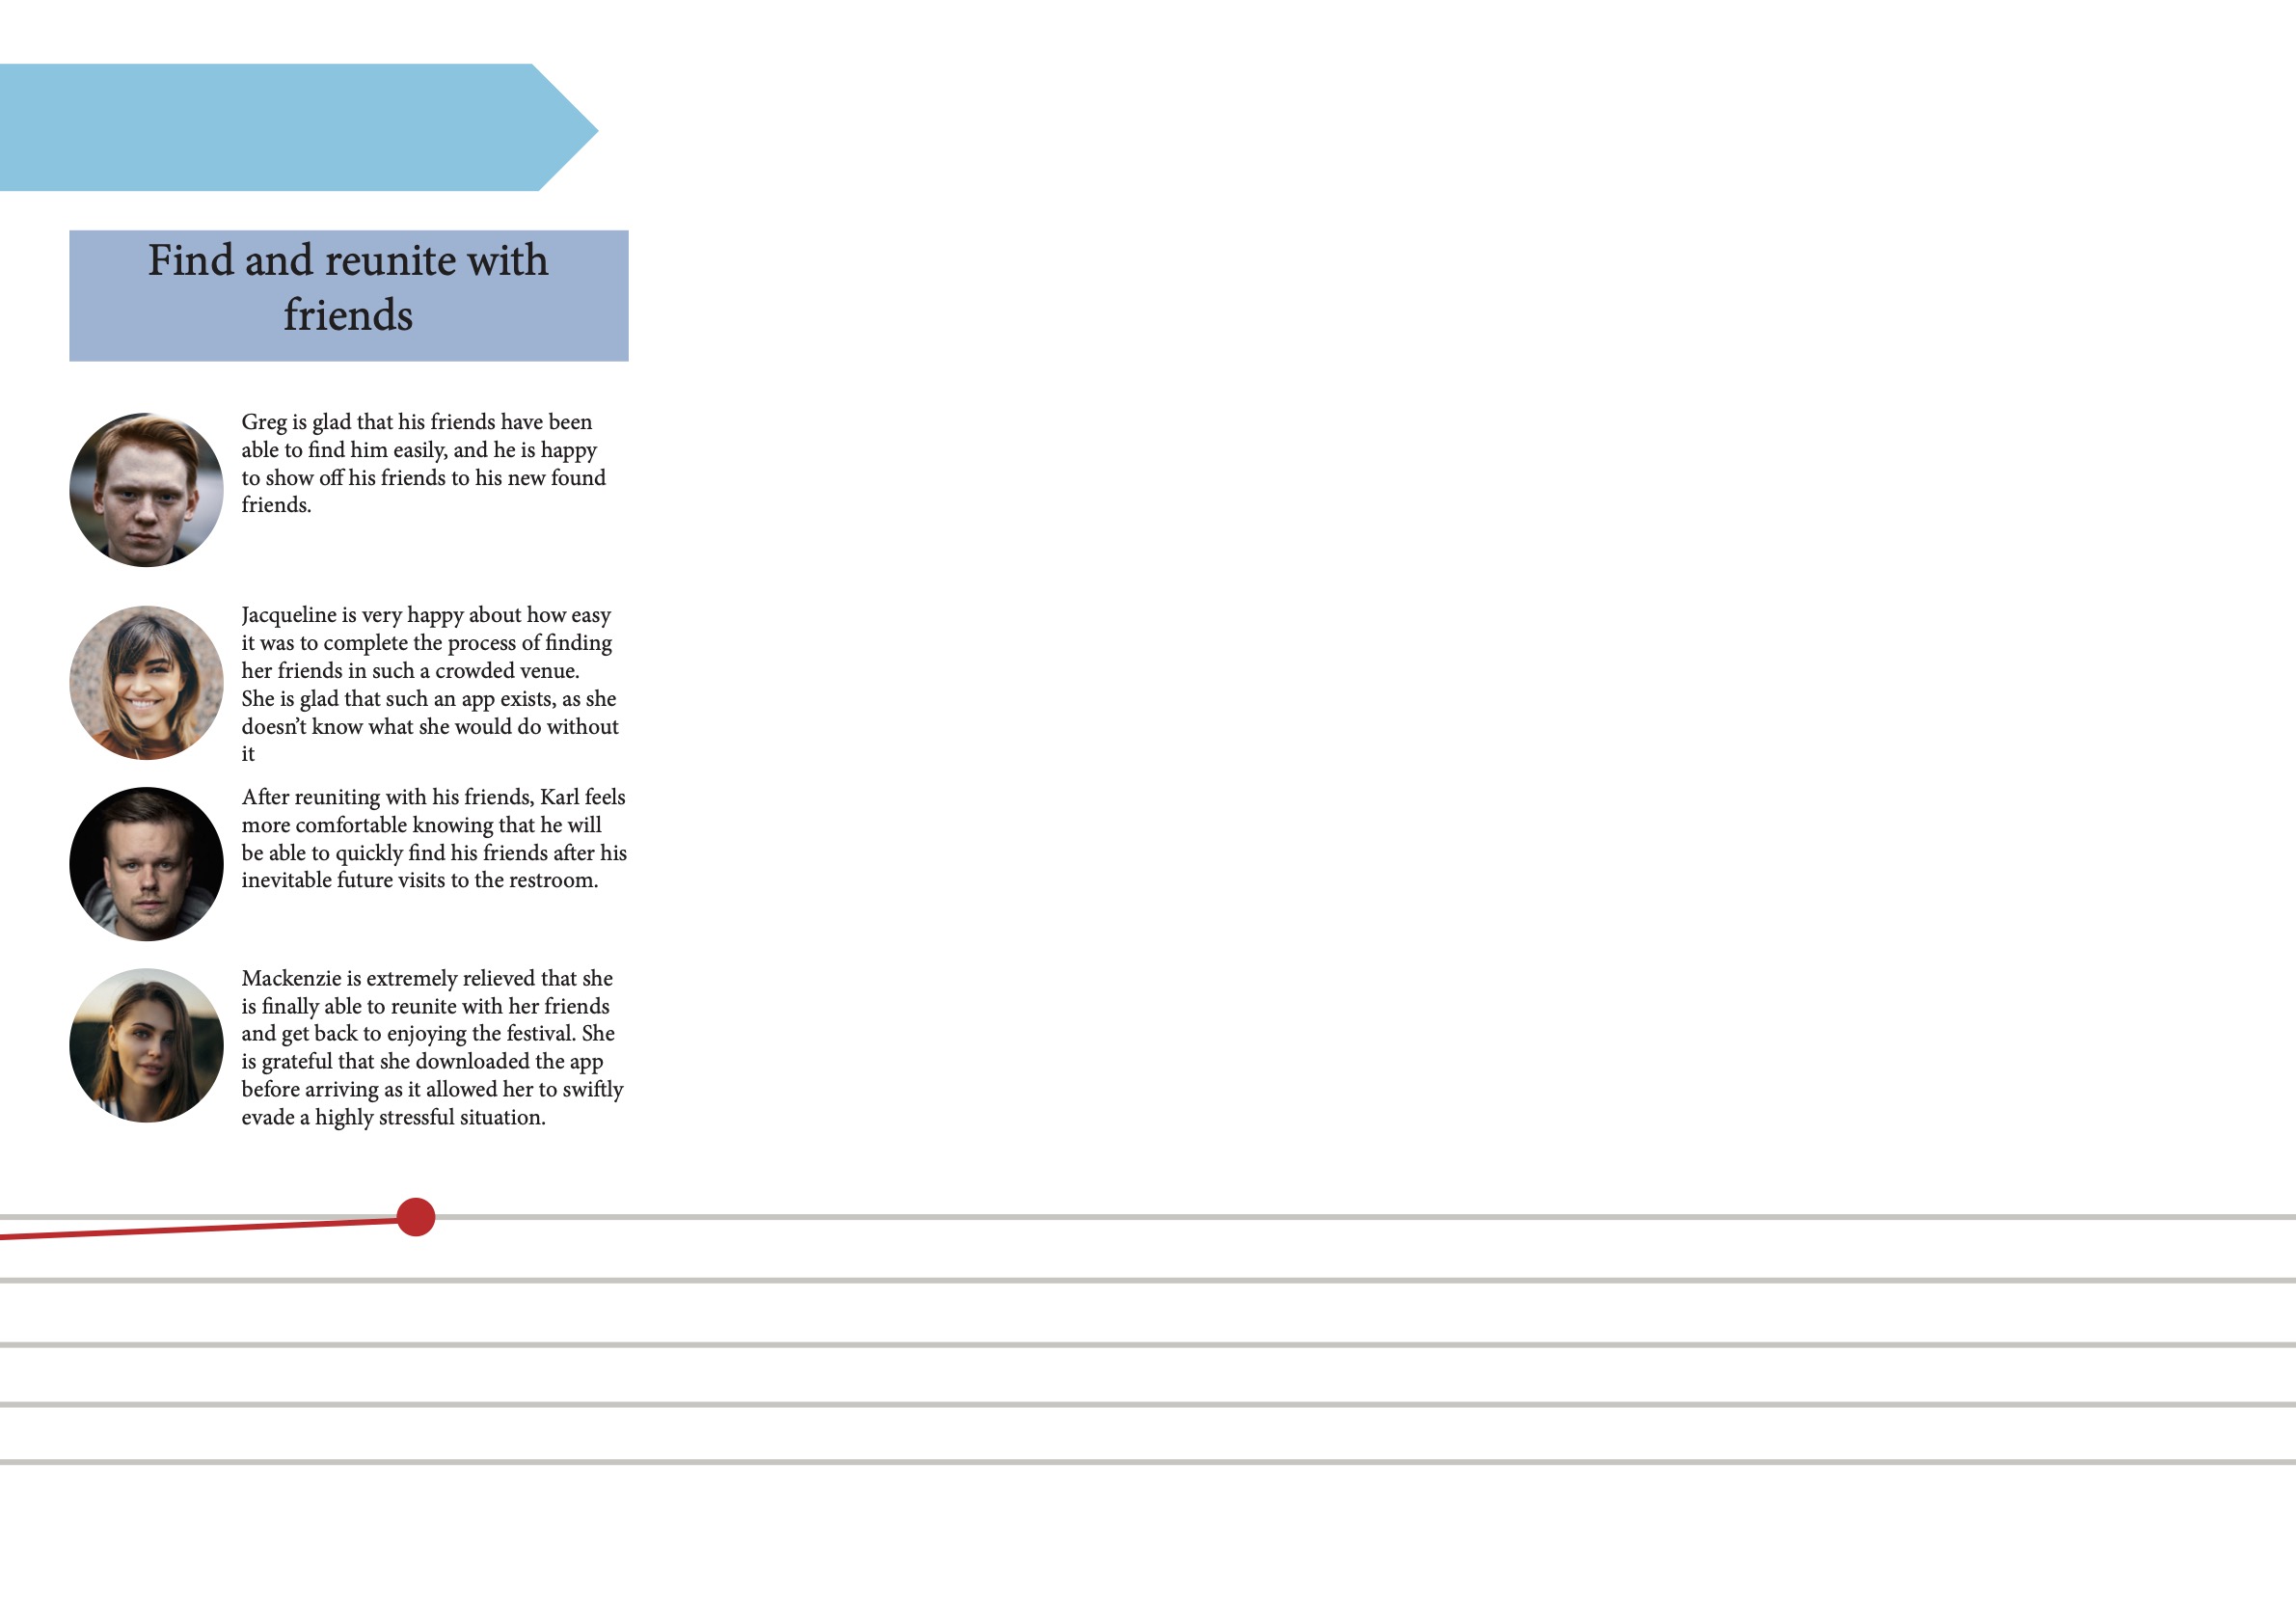 Find and reunite with
friends
Greg is glad that his friends have been
able to find him easily, and he is happy
to show off his friends to his new found
friends.
Jacqueline is very happy about how easy
it was to complete the process of finding
her friends in such a crowded venue.
She is glad that such an app exists, as she
doesn’t know what she would do without
it
After reuniting with his friends, Karl feels
more comfortable knowing that he will
be able to quickly find his friends after his
inevitable future visits to the restroom.
Mackenzie is extremely relieved that she
is finally able to reunite with her friends
and get back to enjoying the festival. She
is grateful that she downloaded the app
before arriving as it allowed her to swiftly
evade a highly stressful situation.